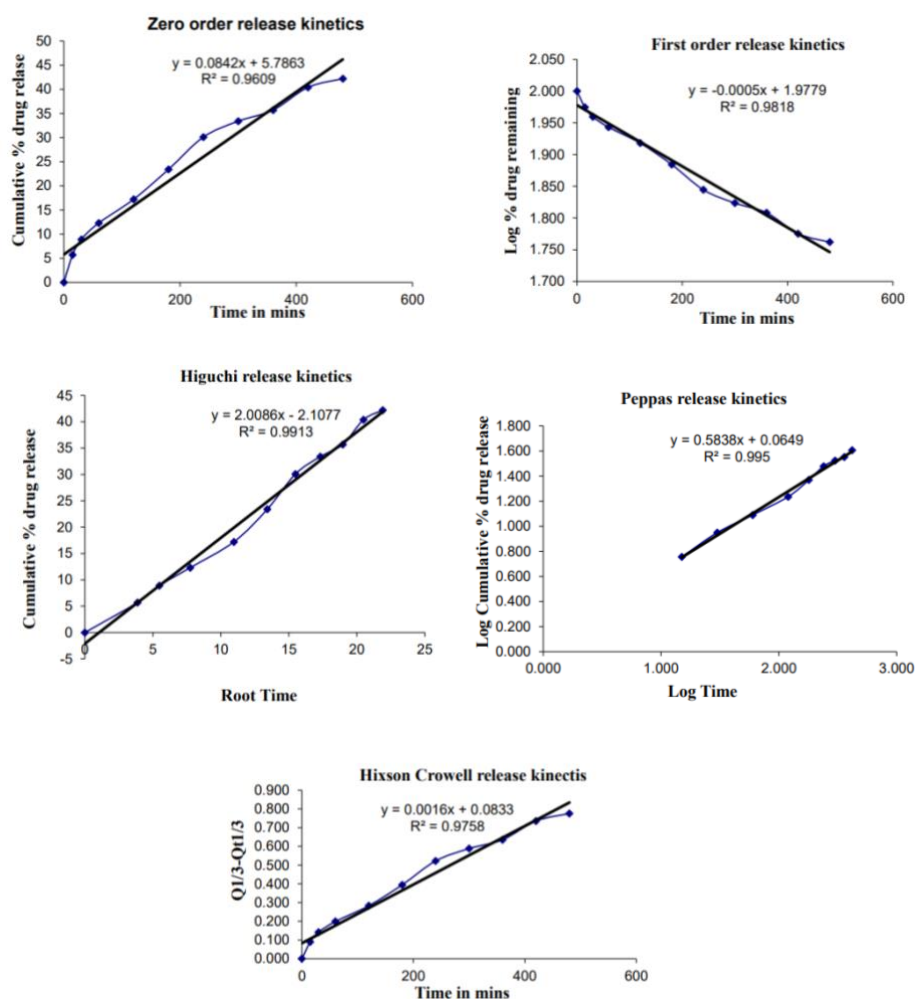 Zero order release kinetics
y = 0.0842x + 5.7863
R² = 0.9609
Cumulative % drug relase
50
45
40
35
30
25
20
15
10
5
0
0 200 400 600
Time in mins
First order release kinetics
y = -0.0005x + 1.9779
R² = 0.9818
Log % drug remaining
2.050
2.000
1.950
1.900
1.850
1.800
1.750
1.700
0 200 400 600
Time in mins
Higuchi release kinetics
y = 2.0086x - 2.1077
R² = 0.9913
Cumulative % drug release
45
40
35
30
25
20
15
10
5
0
-5
0 5 10 15 20 25
Root Time
Peppas release kinetics
y = 0.5838x + 0.0649
R² = 0.995
Log Cumulative % drug release
1.800
1.600
1.400
1.200
1.000
0.800
0.600
0.400
0.200
0.000
0.000 1.000 2.000 3.000
Log Time
Hixson Crowell release kinectis
y = 0.0016x + 0.0833
R² = 0.9758
Q1/3-Qt1/3
0.900
0.800
0.700
0.600
0.500
0.400
0.300
0.200
0.100
0.000
0 200 400 600
Time in mins